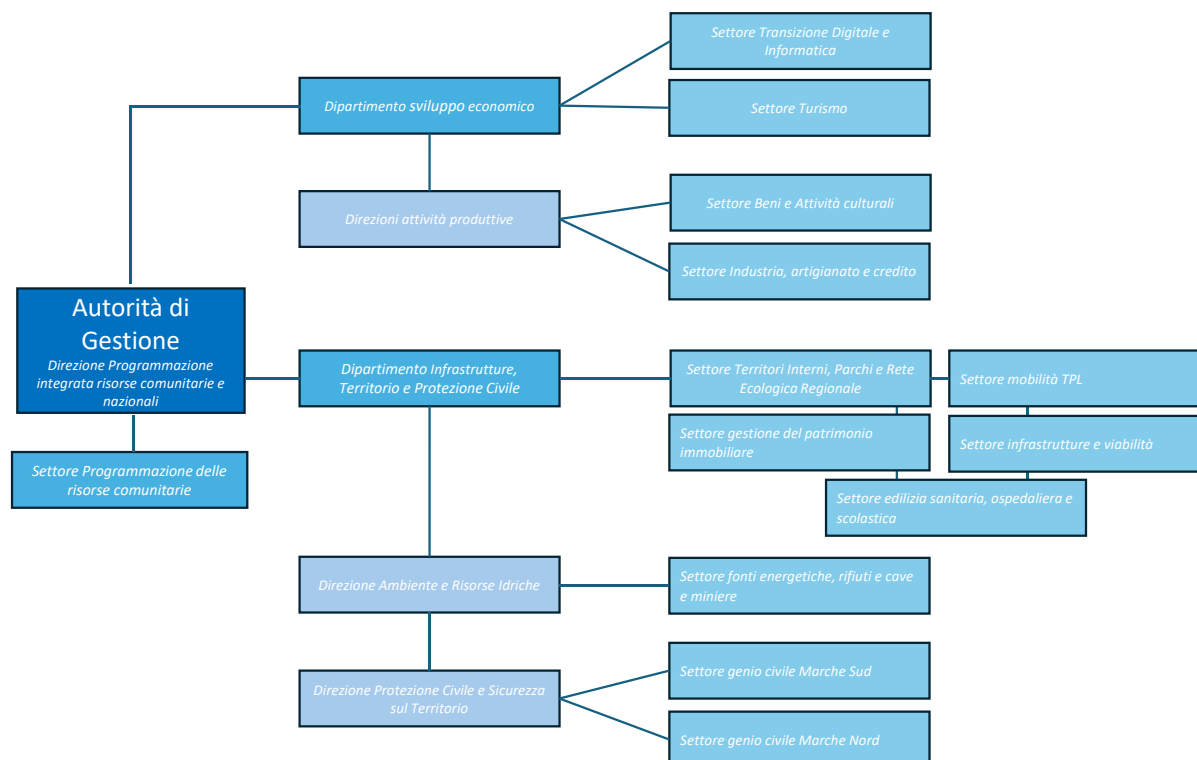 Settore Transizione Digitale e
Informatica
Dipartimento sviluppo economico
Settore Turismo
Direzioni attività produttive
Settore Beni e Attività culturali
Settore Industria, artigianato e credito
Autorità di
Gestione
Direzione Programmazione
integrata risorse comunitarie e
nazionali
Settore Programmazione delle
risorse comunitarie
Dipartimento Infrastrutture,
Territorio e Protezione Civile
Settore Territori Interni, Parchi e Rete
Ecologica Regionale
Settore mobilità TPL
Settore gestione del patrimonio
immobiliare
Settore infrastrutture e viabilità
Settore edilizia sanitaria, ospedaliera e
scolastica
Direzione Ambiente e Risorse Idriche
Settore fonti energetiche, rifiuti e cave
e miniere
Direzione Protezione Civile e Sicurezza
sul Territorio
Settore genio civile Marche Sud
Settore genio civile Marche Nord